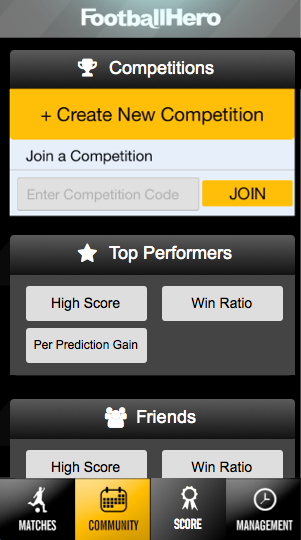 FootballHero
Competitions
+ Create New Competition
Join a Competition
Enter Competition Code
JOIN
Top Performers
High Score
Win Ratio
Per Prediction Gain
Friends
High Score
Win Ratio
MATCHES
COMMUNITY
SCORE
MANAGEMENT